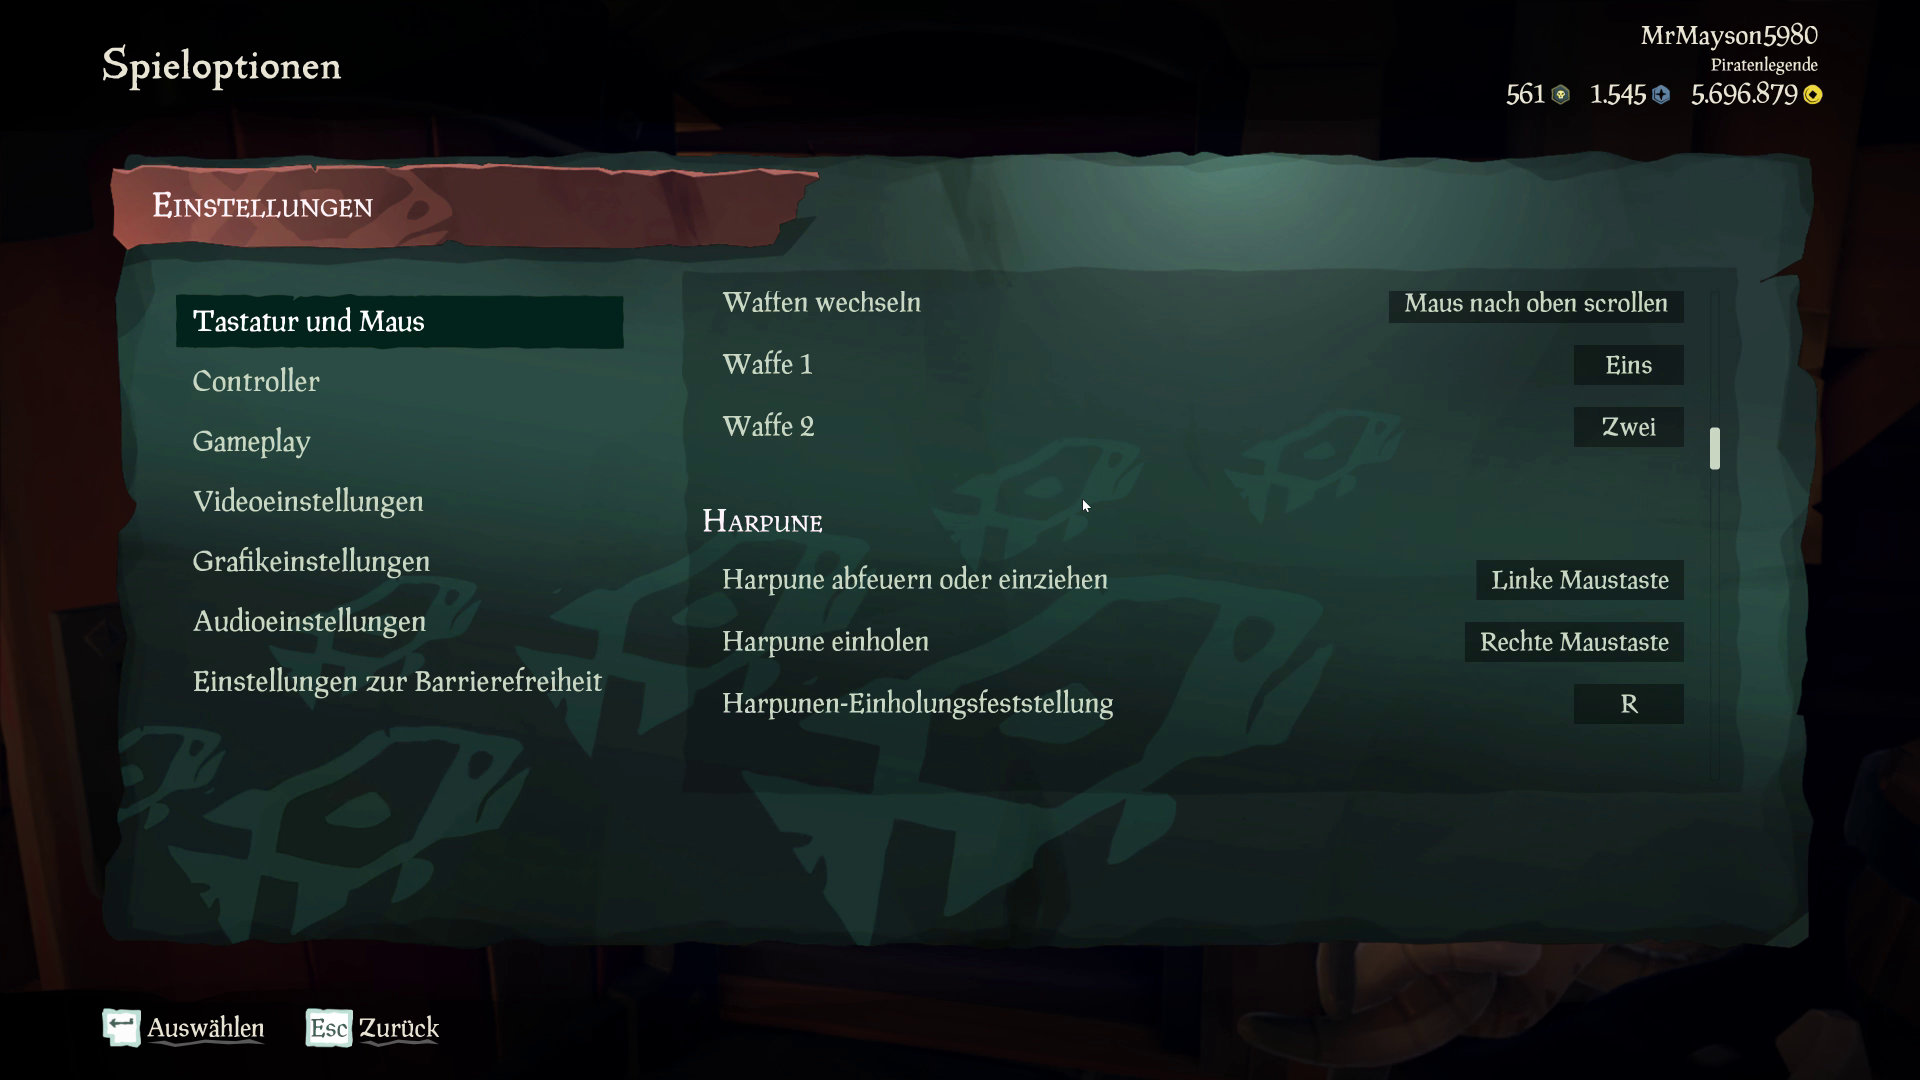 Spieloptionen
MrMayson5980
Piratenlegende
561 1.545 5.696.879
Einstellungen
Tastatur und Maus
Controller
Gameplay
Videoeinstellungen
Grafikeinstellungen
Audioeinstellungen
Einstellungen zur Barrierefreiheit
Waffen wechseln Maus nach oben scrollen
Waffe 1 Eins
Waffe 2 Zwei
Harpune
Harpune abfeuern oder einziehen Linke Maustaste
Harpune einholen Rechte Maustaste
Harpunen-Einholungsfeststellung R
Auswählen Esc Zurück